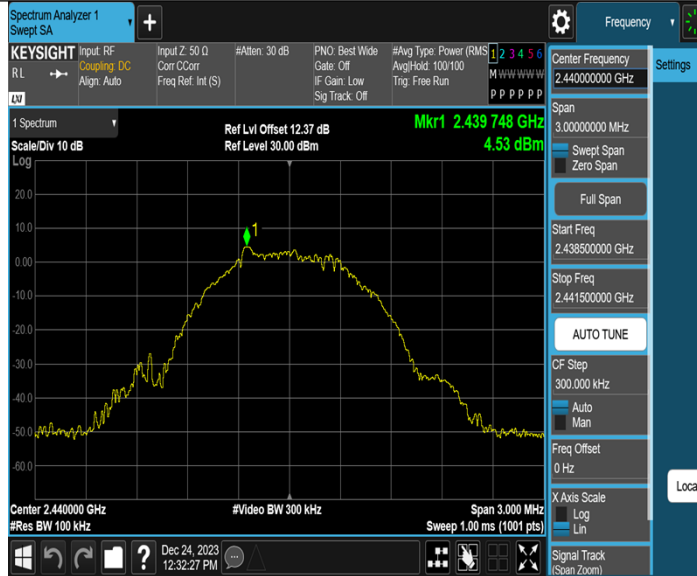 Spectrum Analyzer 1
Swept SA
+
Frequency
KEYSIGHT
RL
LXI
Input: RF
Coupling: DC
Align: Auto
Input Z: 50 Ω
Corr CCorr
Freq Ref: Int (S)
#Atten: 30 dB
PNO: Best Wide
Gate: Off
IF Gain: Low
Sig Track: Off
#Avg Type: Power (RMS
Avg|Hold: 100/100
Trig: Free Run
1 2 3 4 5 6
M W W W W W
P P P P P P
1 Spectrum
Scale/Div 10 dB
Log
Ref Lvl Offset 12.37 dB
Ref Level 30.00 dBm
Mkr1 2.439 748 GHz
4.53 dBm
20.0
10.0
0.00
-10.0
-20.0
-30.0
-40.0
-50.0
-60.0
1
Center 2.440000 GHz
#Res BW 100 kHz
#Video BW 300 kHz
Span 3.000 MHz
Sweep 1.00 ms (1001 pts)
Center Frequency
2.440000000 GHz
Settings
Span
3.00000000 MHz
Swept Span
Zero Span
Full Span
Start Freq
2.438500000 GHz
Stop Freq
2.441500000 GHz
AUTO TUNE
CF Step
300.000 kHz
Auto
Man
Freq Offset
0 Hz
X Axis Scale
Log
Lin
Loca
Signal Track
(Span Zoom)
?
Dec 24, 2023
12:32:27 PM